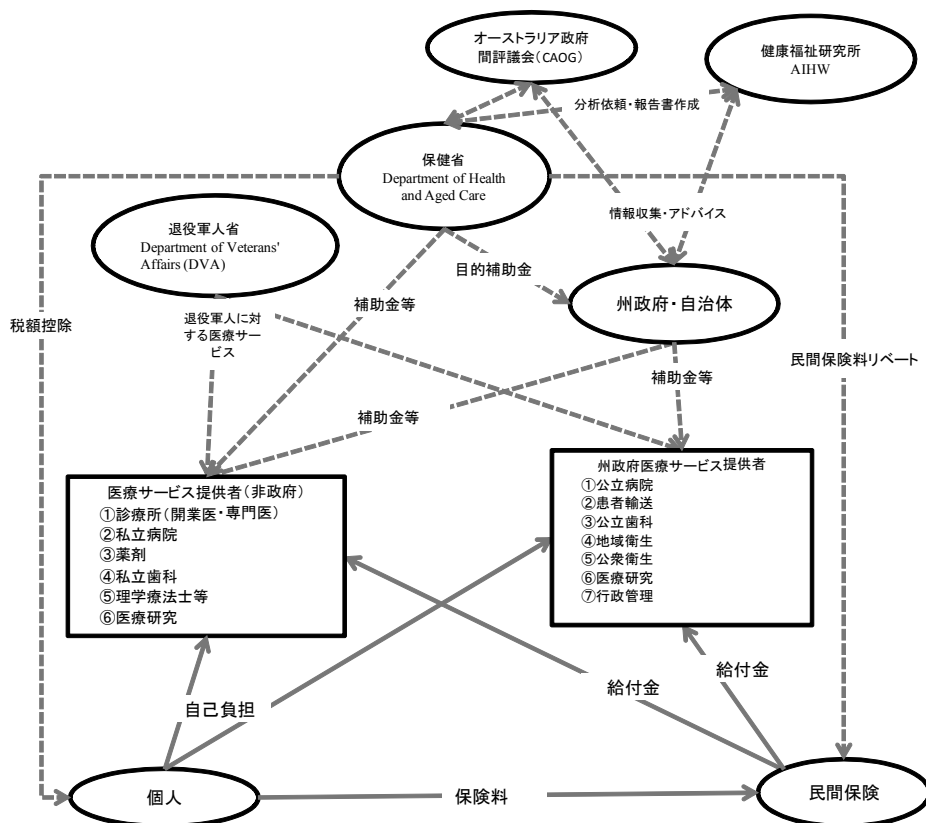 オーストラリア政府
間評議会(CAOG)
健康福祉研究所
AIHW
分析依頼・報告書作成
保健省
Department of Health
and Aged Care
退役軍人省
Department of Veterans'
Affairs (DVA)
情報収集・アドバイス
目的補助金
州政府・自治体
補助金等
退役軍人に対
する医療サー
ビス
税額控除
民間保険料リベート
補助金等
補助金等
医療サービス提供者(非政府)
①診療所(開業医・専門医)
②私立病院
③薬剤
④私立歯科
⑤理学療法士等
⑥医療研究
州政府医療サービス提供者
①公立病院
②患者輸送
③公立歯科
④地域衛生
⑤公衆衛生
⑥医療研究
⑦行政管理
自己負担
給付金
給付金
個人
保険料
民間保険